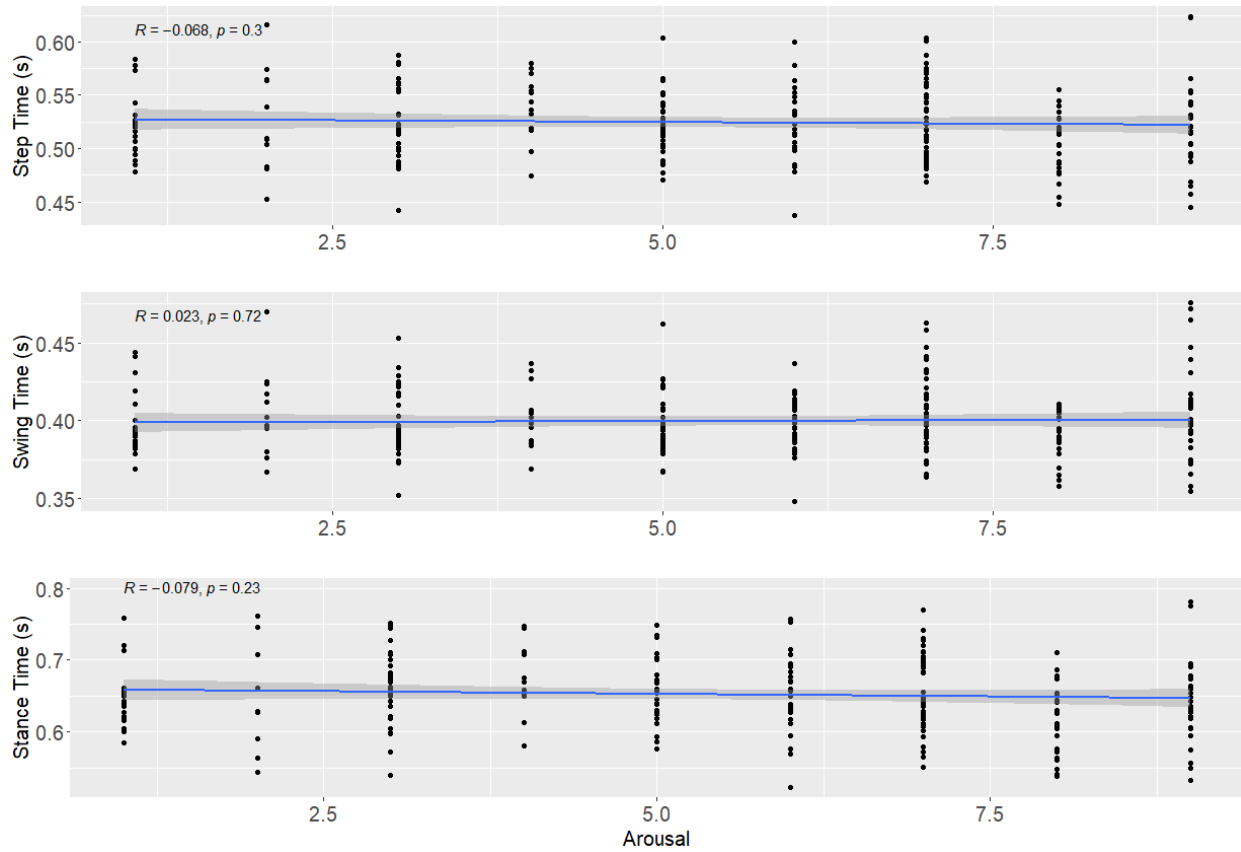 R = −0.068, p = 0.3
Step Time (s)
0.60
0.55
0.50
0.45
2.5 5.0 7.5
R = 0.023, p = 0.72
Swing Time (s)
0.45
0.40
0.35
2.5 5.0 7.5
R = −0.079, p = 0.23
Stance Time (s)
0.8
0.7
0.6
2.5 5.0 7.5
Arousal